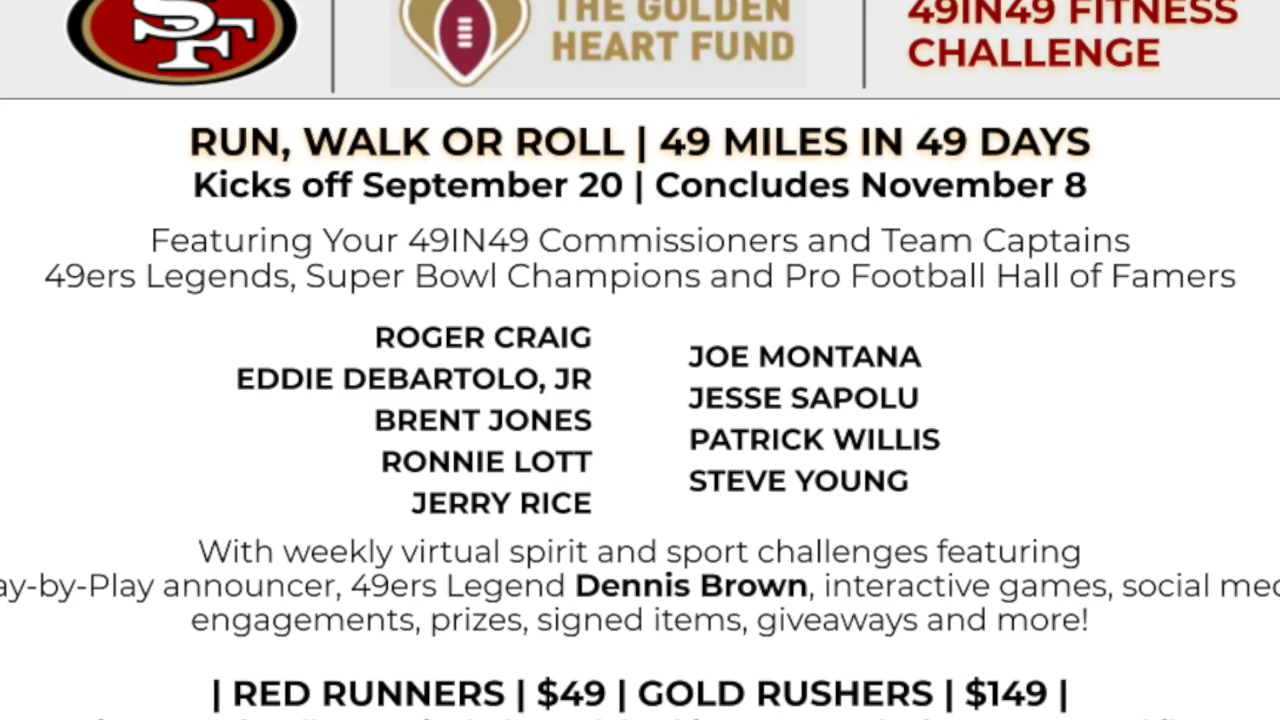 SF
THE GOLDEN
HEART FUND
49IN49 FITNESS
CHALLENGE
RUN, WALK OR ROLL | 49 MILES IN 49 DAYS
Kicks off September 20 | Concludes November 8
Featuring Your 49IN49 Commissioners and Team Captains
49ers Legends, Super Bowl Champions and Pro Football Hall of Famers
ROGER CRAIG
EDDIE DEBARTOLO, JR
BRENT JONES
RONNIE LOTT
JERRY RICE
JOE MONTANA
JESSE SAPOLU
PATRICK WILLIS
STEVE YOUNG
With weekly virtual spirit and sport challenges featuring
ay-by-Play announcer, 49ers Legend Dennis Brown, interactive games, social med
engagements, prizes, signed items, giveaways and more!
| RED RUNNERS | $49 | GOLD RUSHERS | $149 |